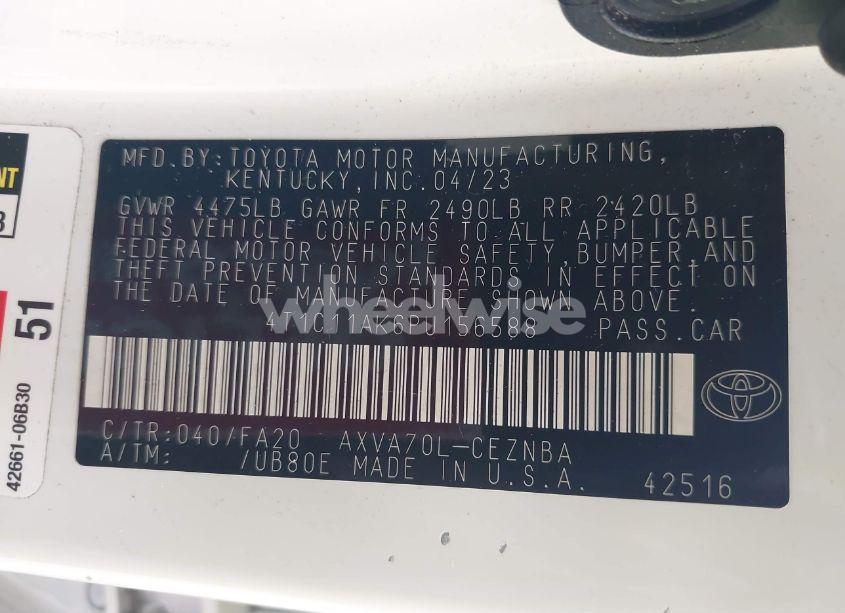 MFD. BY: TOYOTA MOTOR MANUFACTURING,
KENTUCKY, INC. 04/23
GVWR 4475LB GAWR FR 2490LB RR 2420LB
THIS VEHICLE CONFORMS TO ALL APPLICABLE
FEDERAL MOTOR VEHICLE SAFETY, BUMPER, AND
THEFT PREVENTION STANDARDS IN EFFECT ON
THE DATE OF MANUFACTURE SHOWN ABOVE.
PASS. CAR
wheelwise
C/TR: 040/FA20 AXVA70L-CEZNBA
A/TM: /UB80E MADE IN U.S.A.
42516
51
42661-06B30